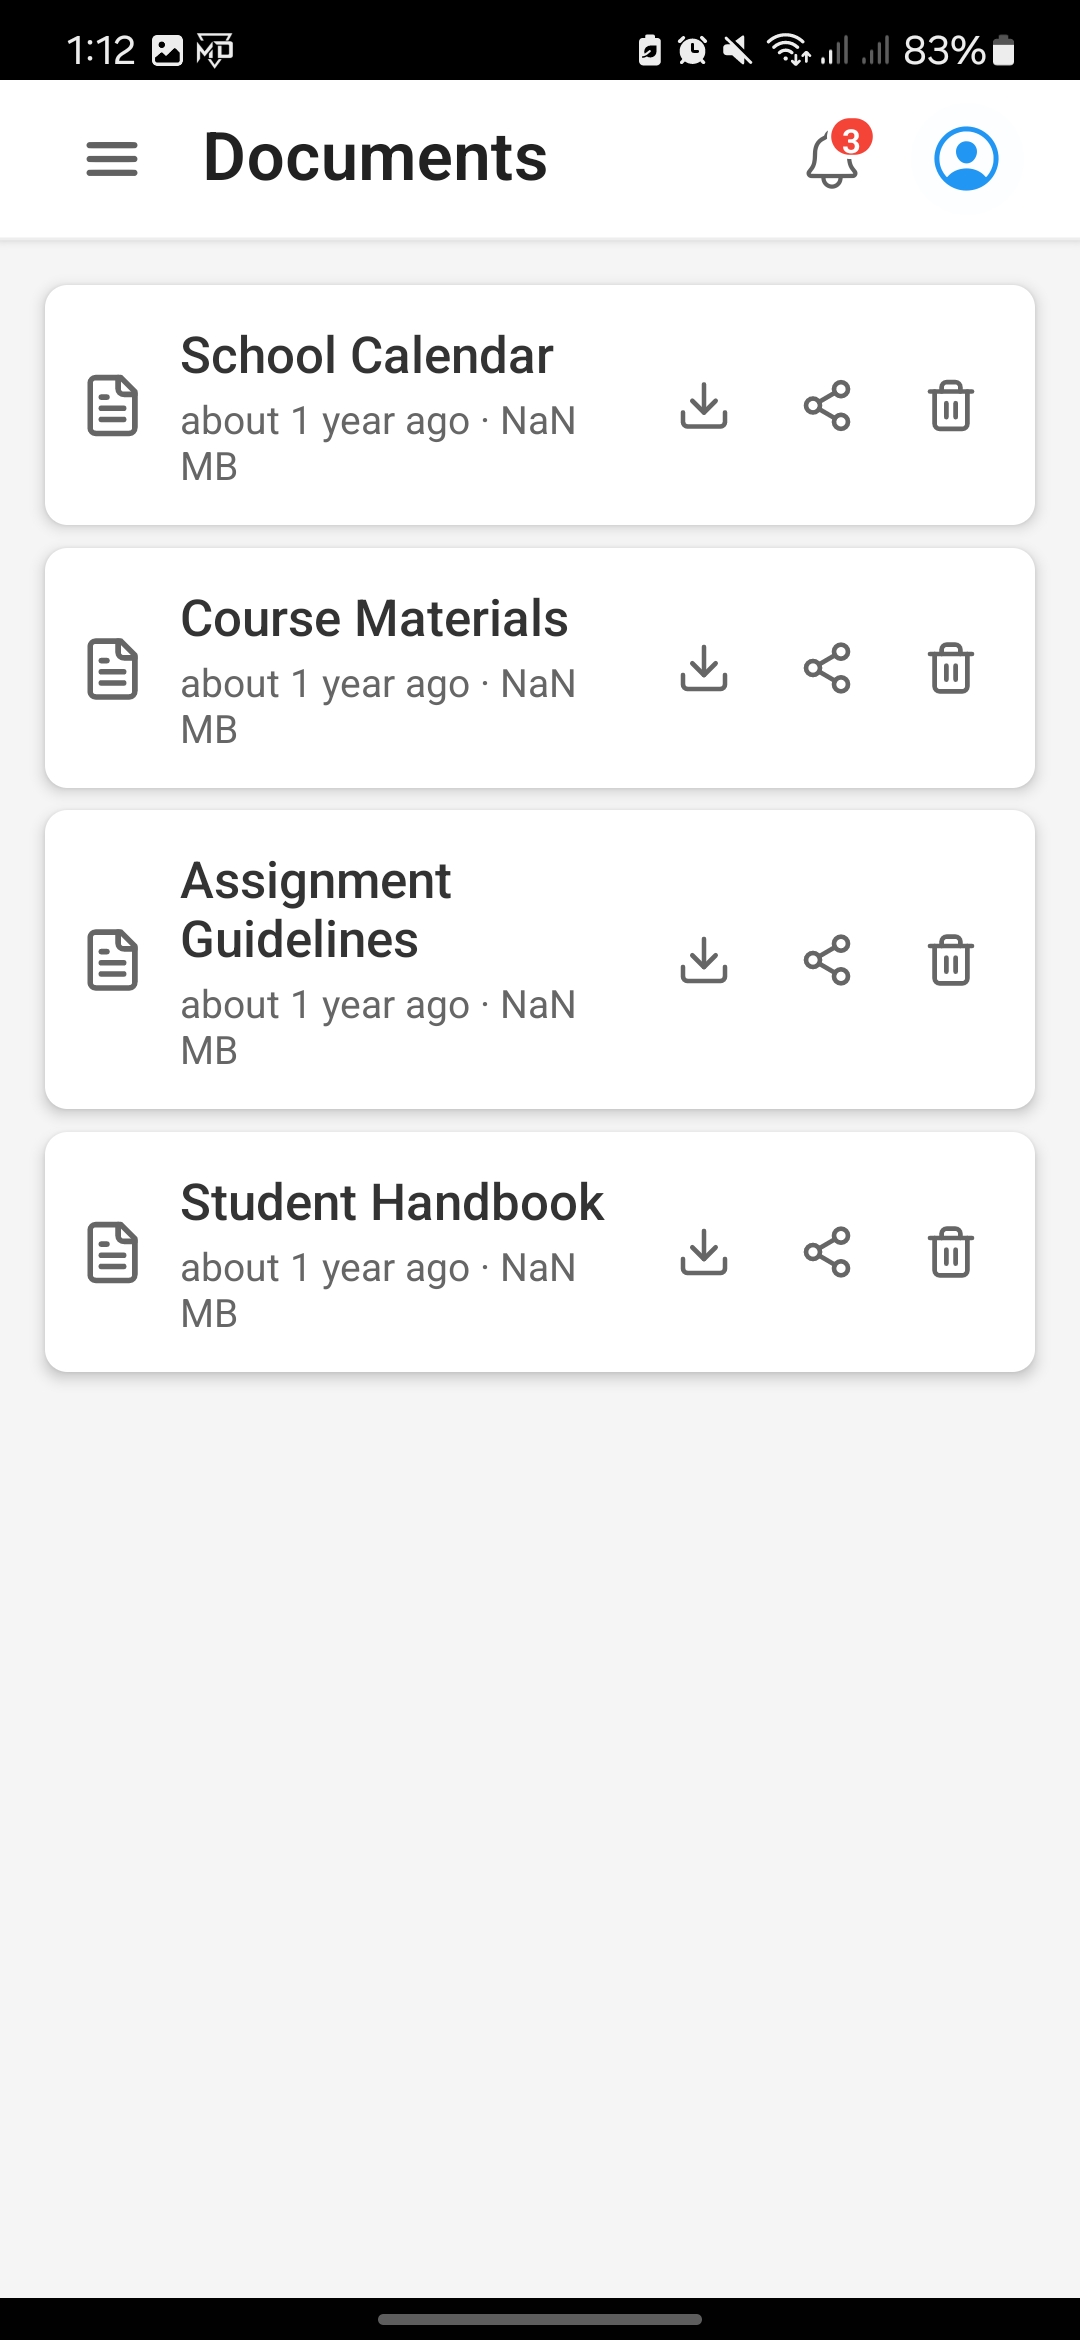 1:12
83%
Documents
3
School Calendar
about 1 year ago · NaN
MB
Course Materials
about 1 year ago · NaN
MB
Assignment
Guidelines
about 1 year ago · NaN
MB
Student Handbook
about 1 year ago · NaN
MB